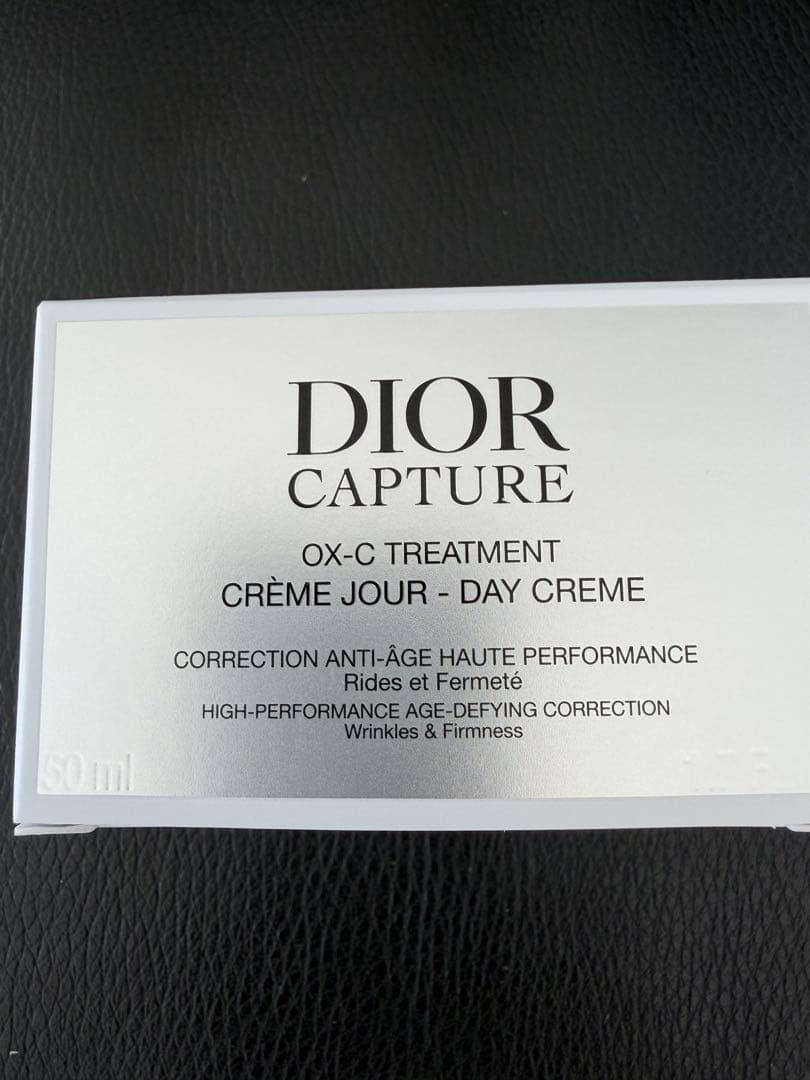 DIOR
CAPTURE
OX-C TREATMENT
CRÈME JOUR - DAY CREME
CORRECTION ANTI-ÂGE HAUTE PERFORMANCE
Rides et Fermeté
HIGH-PERFORMANCE AGE-DEFYING CORRECTION
Wrinkles & Firmness
50 ml